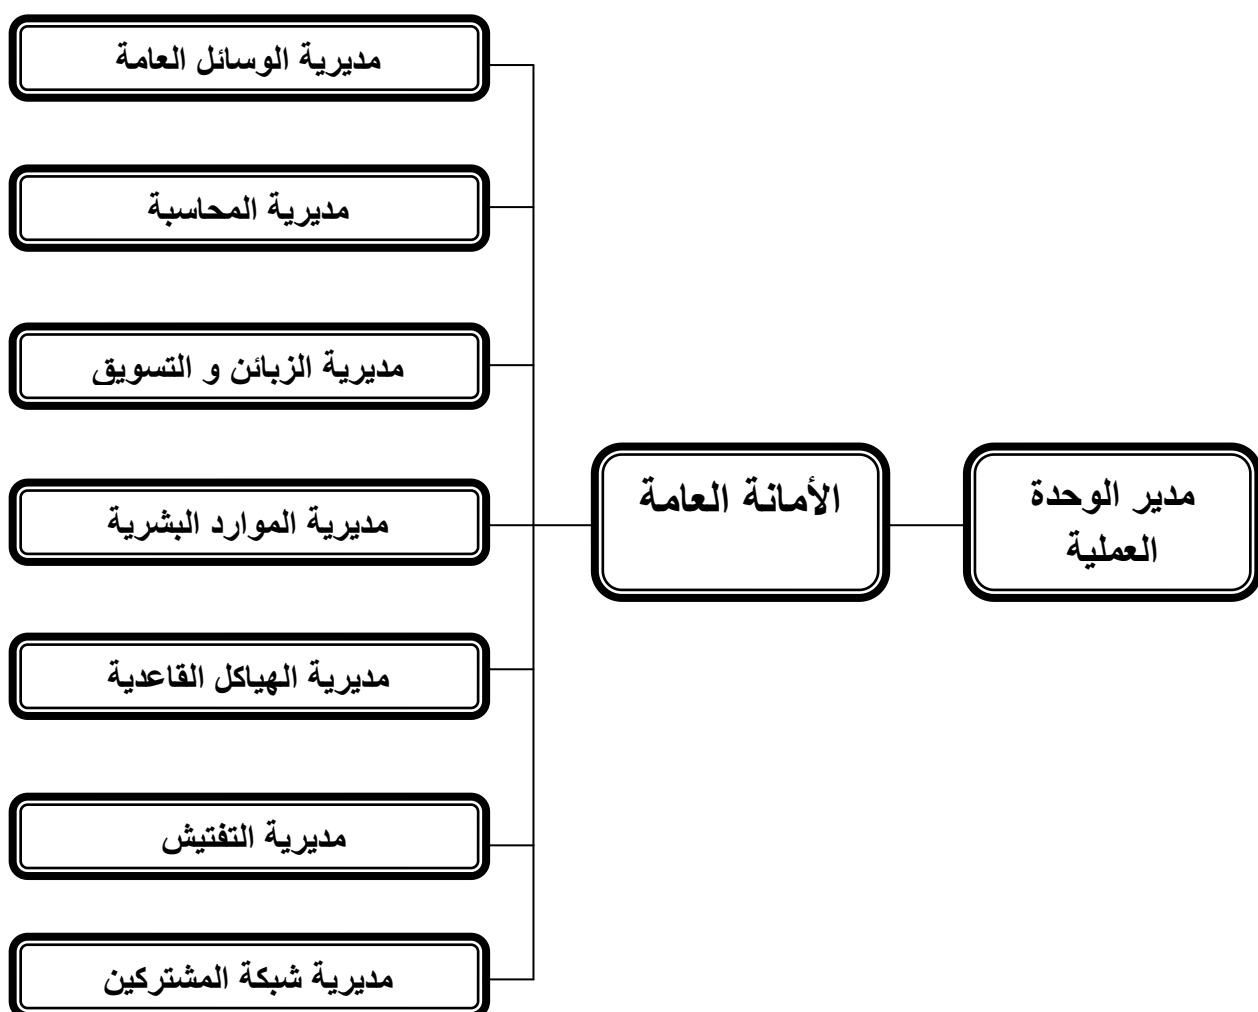 مدير الوحدة
العملية
الأمانة العامة
مديرية الوسائل العامة
مديرية المحاسبة
مديرية الزبائن و التسويق
مديرية الموارد البشرية
مديرية الهياكل القاعدية
مديرية التفتيش
مديرية شبكة المشتركين